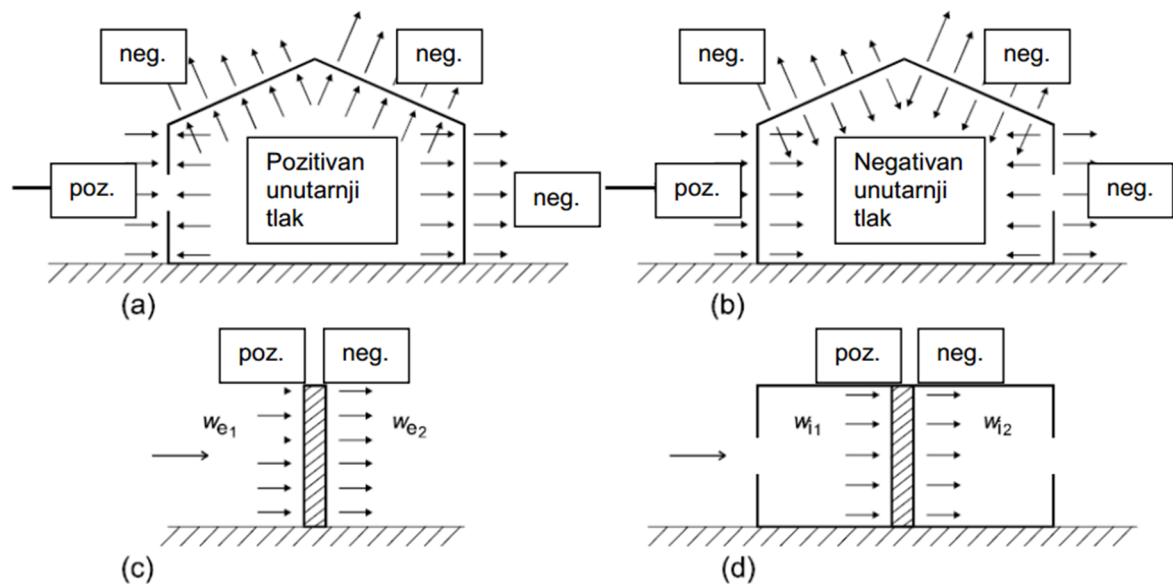 neg.
neg.
poz.
Pozitivan
unutarnji
tlak
neg.
(a)
neg.
neg.
poz.
Negativan
unutarnji
tlak
neg.
(b)
poz.
neg.
we1
we2
(c)
poz.
neg.
wi1
wi2
(d)